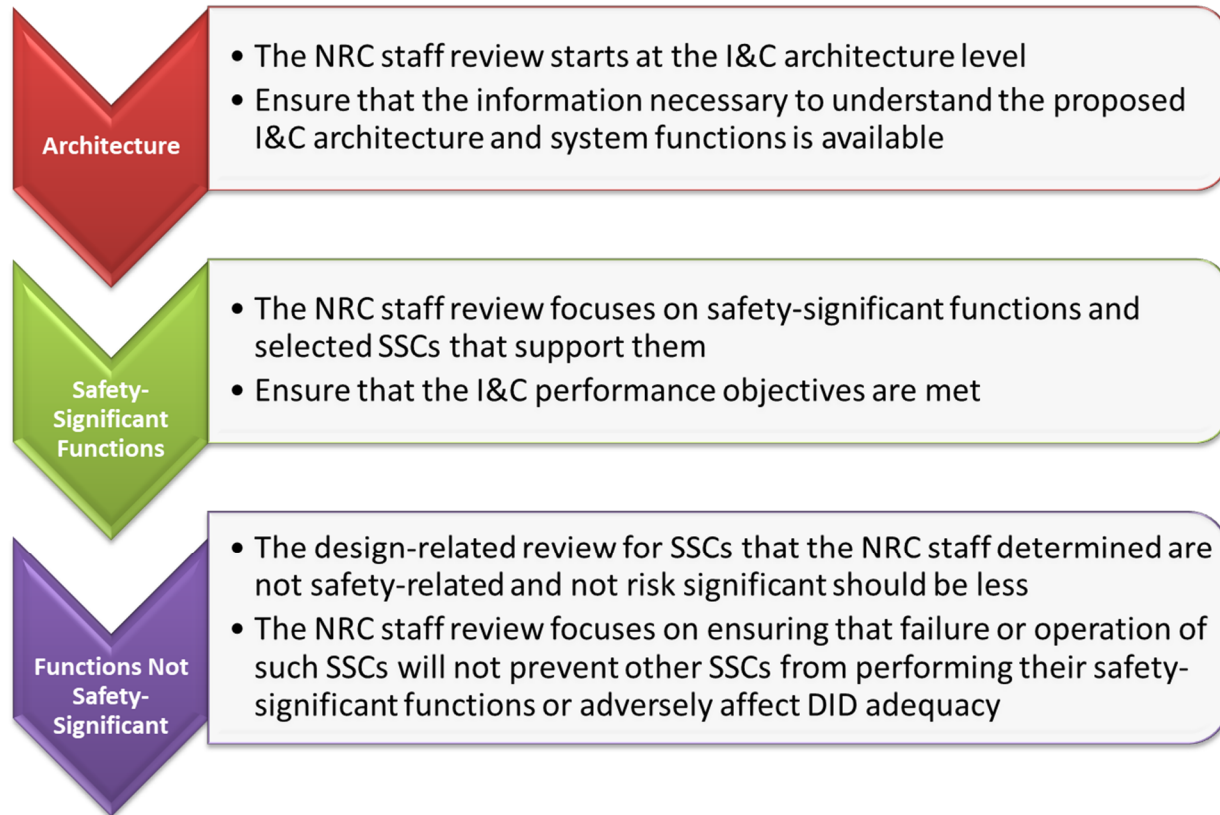 Architecture
• The NRC staff review starts at the I&C architecture level
• Ensure that the information necessary to understand the proposed
I&C architecture and system functions is available
Safety-
Significant
Functions
• The NRC staff review focuses on safety-significant functions and
selected SSCs that support them
• Ensure that the I&C performance objectives are met
Functions Not
Safety-
Significant
• The design-related review for SSCs that the NRC staff determined are
not safety-related and not risk significant should be less
• The NRC staff review focuses on ensuring that failure or operation of
such SSCs will not prevent other SSCs from performing their safety-
significant functions or adversely affect DID adequacy